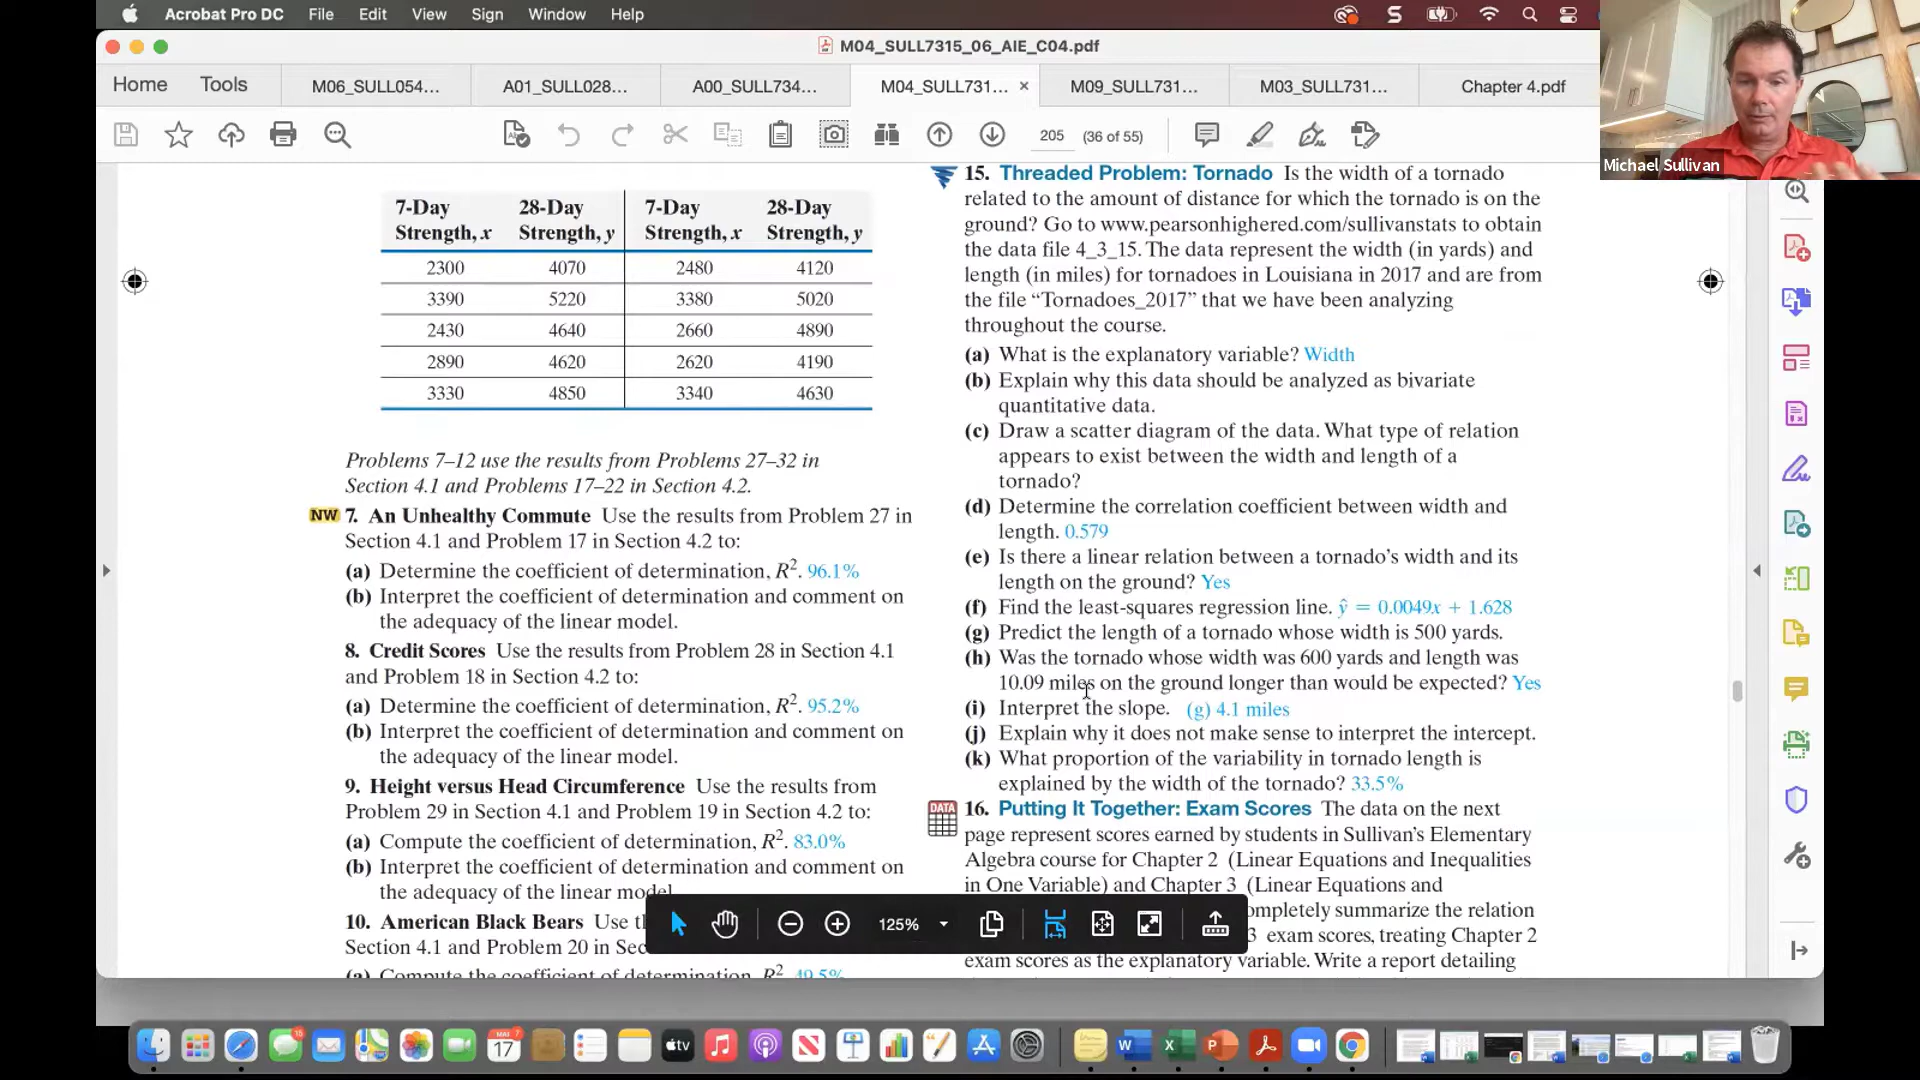 Acrobat Pro DC File Edit View Sign Window Help
M04_SULL7315_06_AIE_C04.pdf
Home Tools M06_SULL054... A01_SULL028... A00_SULL734... M04_SULL731... × M09_SULL731... M03_SULL731... Chapter 4.pdf
205 (36 of 55)
Michael Sullivan
7-Day Strength, x 28-Day Strength, y 7-Day Strength, x 28-Day Strength, y
2300 4070 2480 4120
3390 5220 3380 5020
2430 4640 2660 4890
2890 4620 2620 4190
3330 4850 3340 4630
Problems 7–12 use the results from Problems 27–32 in
Section 4.1 and Problems 17–22 in Section 4.2.
NW 7. An Unhealthy Commute Use the results from Problem 27 in
Section 4.1 and Problem 17 in Section 4.2 to:
(a) Determine the coefficient of determination, R². 96.1%
(b) Interpret the coefficient of determination and comment on
the adequacy of the linear model.
8. Credit Scores Use the results from Problem 28 in Section 4.1
and Problem 18 in Section 4.2 to:
(a) Determine the coefficient of determination, R². 95.2%
(b) Interpret the coefficient of determination and comment on
the adequacy of the linear model.
9. Height versus Head Circumference Use the results from
Problem 29 in Section 4.1 and Problem 19 in Section 4.2 to:
(a) Compute the coefficient of determination, R². 83.0%
(b) Interpret the coefficient of determination and comment on
the adequacy of the linear model.
10. American Black Bears Use t
Section 4.1 and Problem 20 in Sec
(a) Compute the coefficient of determination, R² 49.5%
15. Threaded Problem: Tornado Is the width of a tornado
related to the amount of distance for which the tornado is on the
ground? Go to www.pearsonhighered.com/sullivanstats to obtain
the data file 4_3_15. The data represent the width (in yards) and
length (in miles) for tornadoes in Louisiana in 2017 and are from
the file “Tornadoes_2017” that we have been analyzing
throughout the course.
(a) What is the explanatory variable? Width
(b) Explain why this data should be analyzed as bivariate
quantitative data.
(c) Draw a scatter diagram of the data. What type of relation
appears to exist between the width and length of a
tornado?
(d) Determine the correlation coefficient between width and
length. 0.579
(e) Is there a linear relation between a tornado’s width and its
length on the ground? Yes
(f) Find the least-squares regression line. ŷ = 0.0049x + 1.628
(g) Predict the length of a tornado whose width is 500 yards.
(h) Was the tornado whose width was 600 yards and length was
10.09 miles on the ground longer than would be expected? Yes
(i) Interpret the slope. (g) 4.1 miles
(j) Explain why it does not make sense to interpret the intercept.
(k) What proportion of the variability in tornado length is
explained by the width of the tornado? 33.5%
DATA 16. Putting It Together: Exam Scores The data on the next
page represent scores earned by students in Sullivan’s Elementary
Algebra course for Chapter 2 (Linear Equations and Inequalities
in One Variable) and Chapter 3 (Linear Equations and
ompletely summarize the relation
3 exam scores, treating Chapter 2
exam scores as the explanatory variable. Write a report detailing
125%
17
tv